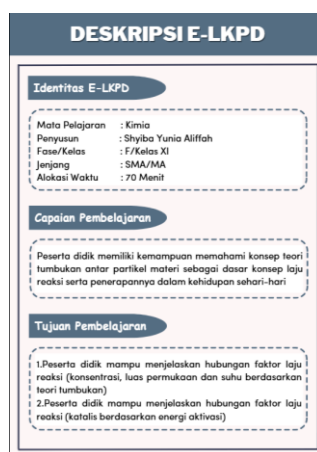 DESKRIPSI E-LKPD
Identitas E-LKPD
Mata Pelajaran : Kimia
Penyusun : Shyiba Yunia Aliffah
Fase/Kelas : F/Kelas XI
Jenjang : SMA/MA
Alokasi Waktu : 70 Menit
Capaian Pembelajaran
Peserta didik memiliki kemampuan memahami konsep teori
tumbukan antar partikel materi sebagai dasar konsep laju
reaksi serta penerapannya dalam kehidupan sehari-hari
Tujuan Pembelajaran
1.Peserta didik mampu menjelaskan hubungan faktor laju
reaksi (konsentrasi, luas permukaan dan suhu berdasarkan
teori tumbukan)
2.Peserta didik mampu menjelaskan hubungan faktor laju
reaksi (katalis berdasarkan energi aktivasi)